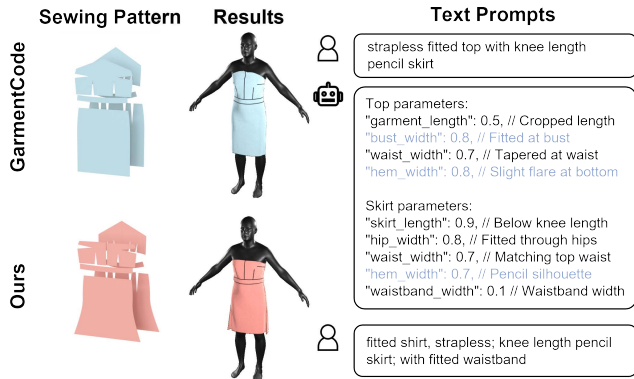 Sewing Pattern
Results
Text Prompts
GarmentCode
strapless fitted top with knee length
pencil skirt
Top parameters:
"garment_length": 0.5, // Cropped length
"bust_width": 0.8, // Fitted at bust
"waist_width": 0.7, // Tapered at waist
"hem_width": 0.8, // Slight flare at bottom
Skirt parameters:
"skirt_length": 0.9, // Below knee length
"hip_width": 0.8, // Fitted through hips
"waist_width": 0.7, // Matching top waist
"hem_width": 0.7, // Pencil silhouette
"waistband_width": 0.1 // Waistband width
Ours
fitted shirt, strapless; knee length pencil
skirt; with fitted waistband